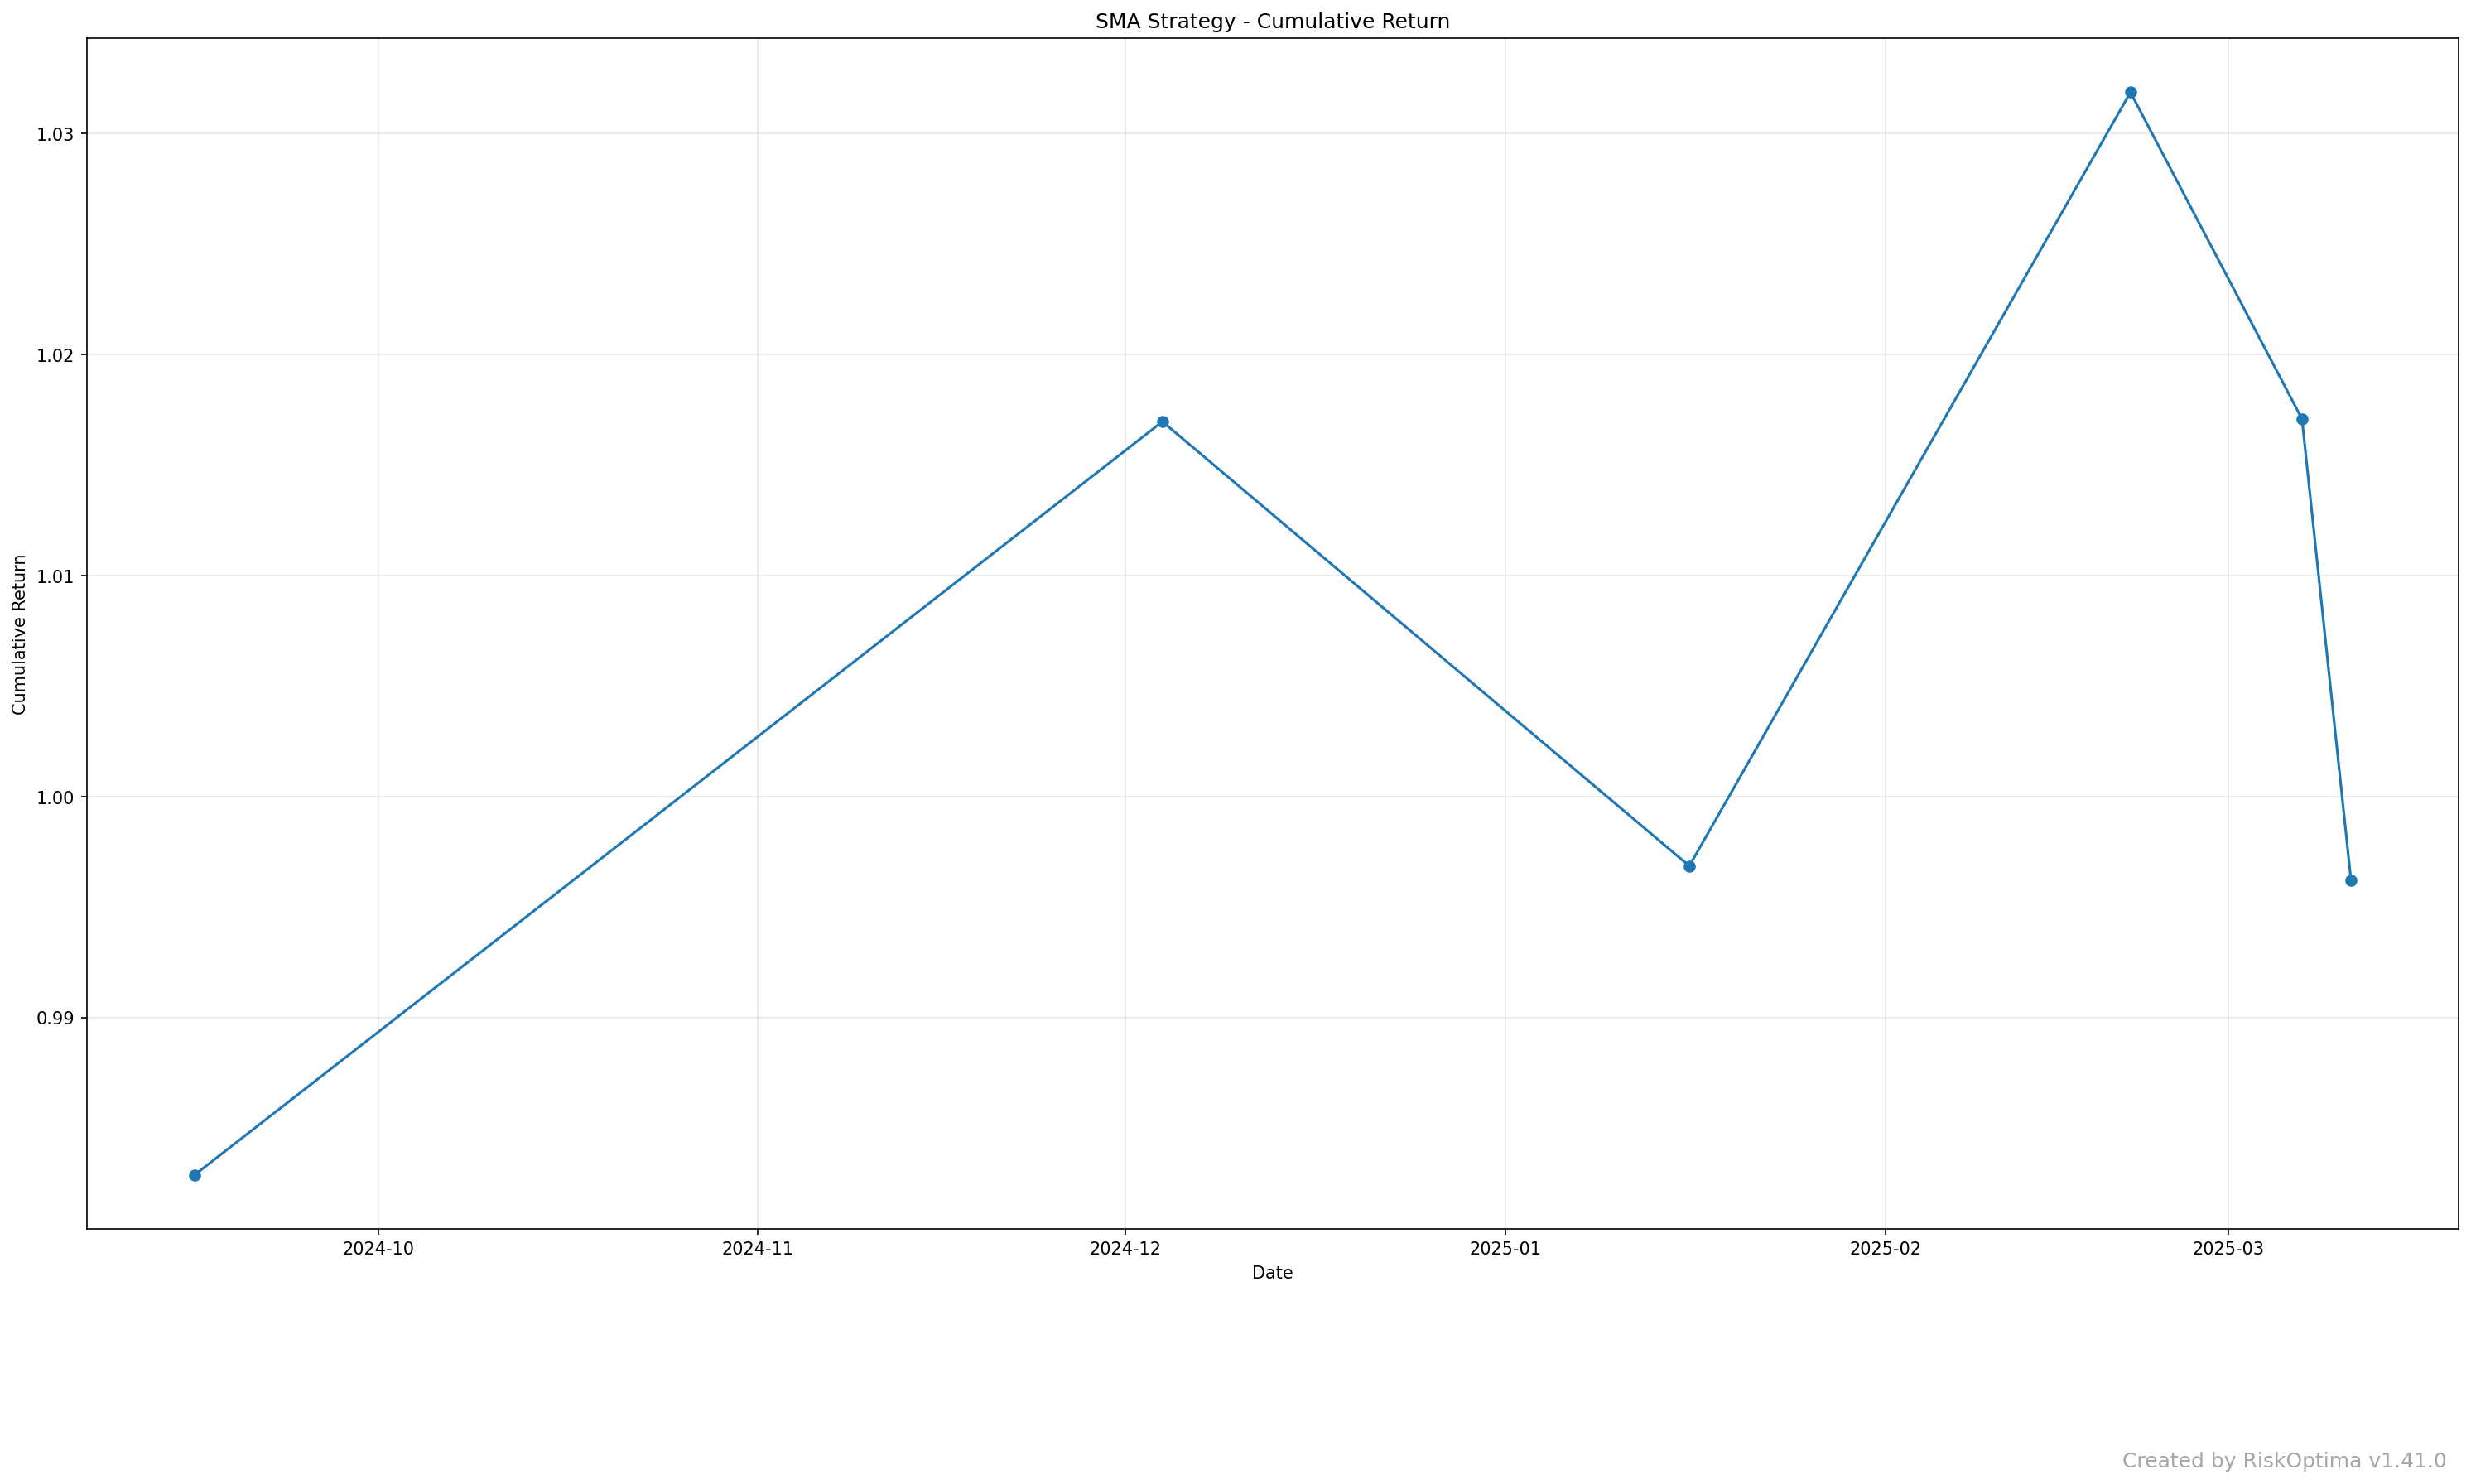 SMA Strategy - Cumulative Return
Cumulative Return
1.03
1.02
1.01
1.00
0.99
2024-10 2024-11 2024-12 2025-01 2025-02 2025-03
Date
Created by RiskOptima v1.41.0